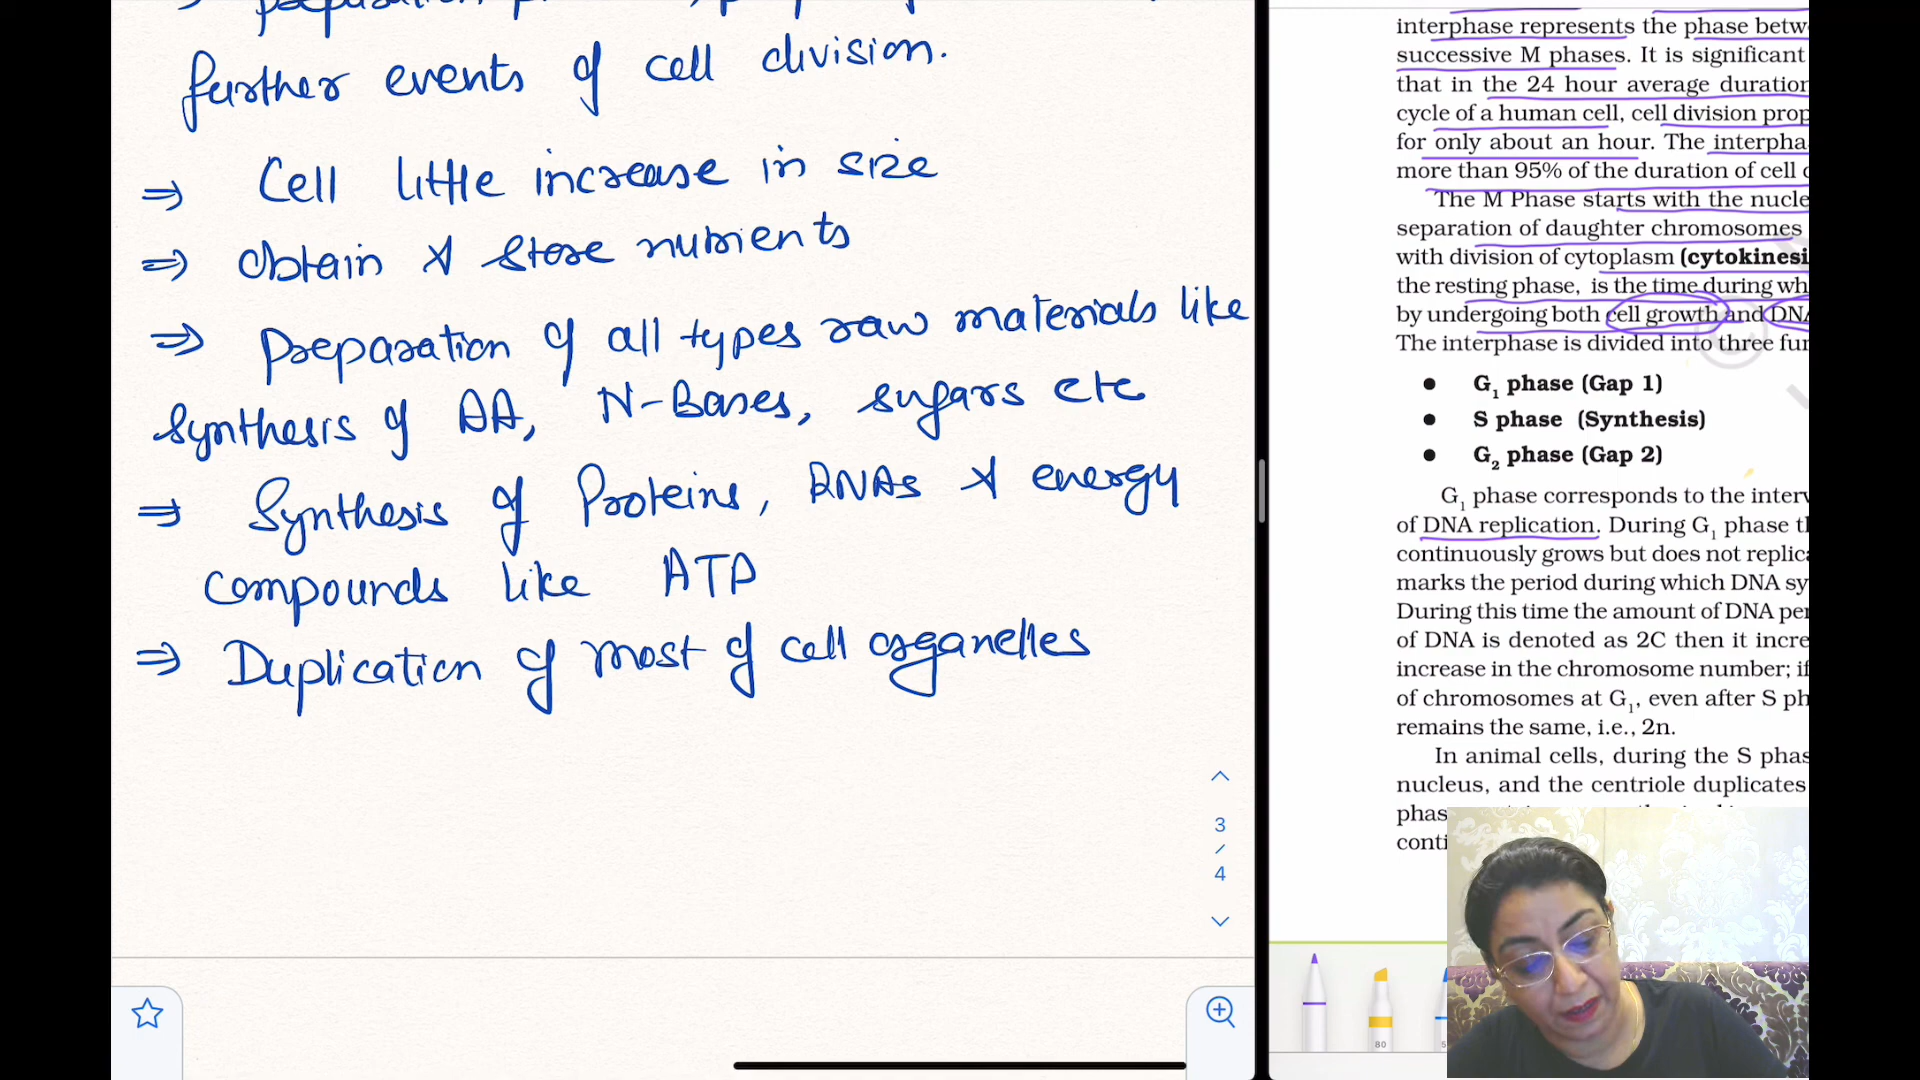 further events of cell division.
⇒ Cell little increase in size
⇒ Obtain & store nutrients
⇒ Preparation of all types raw materials like
synthesis of AA, N-Bases, sugars etc
⇒ Synthesis of Proteins, RNAs & energy
compounds like ATP
⇒ Duplication of most of cell organelles
3
/
4
interphase represents the phase betw
successive M phases. It is significant
that in the 24 hour average duration
cycle of a human cell, cell division prop
for only about an hour. The interpha
more than 95% of the duration of cell c
The M Phase starts with the nucle
separation of daughter chromosomes
with division of cytoplasm (cytokinesi
the resting phase, is the time during wh
by undergoing both cell growth and DNA
The interphase is divided into three fur
● G₁ phase (Gap 1)
● S phase (Synthesis)
● G₂ phase (Gap 2)
G₁ phase corresponds to the interv
of DNA replication. During G₁ phase th
continuously grows but does not replica
marks the period during which DNA sy
During this time the amount of DNA per
of DNA is denoted as 2C then it incre
increase in the chromosome number; if
of chromosomes at G₁, even after S ph
remains the same, i.e., 2n.
In animal cells, during the S phas
nucleus, and the centriole duplicates
phas
conti
80